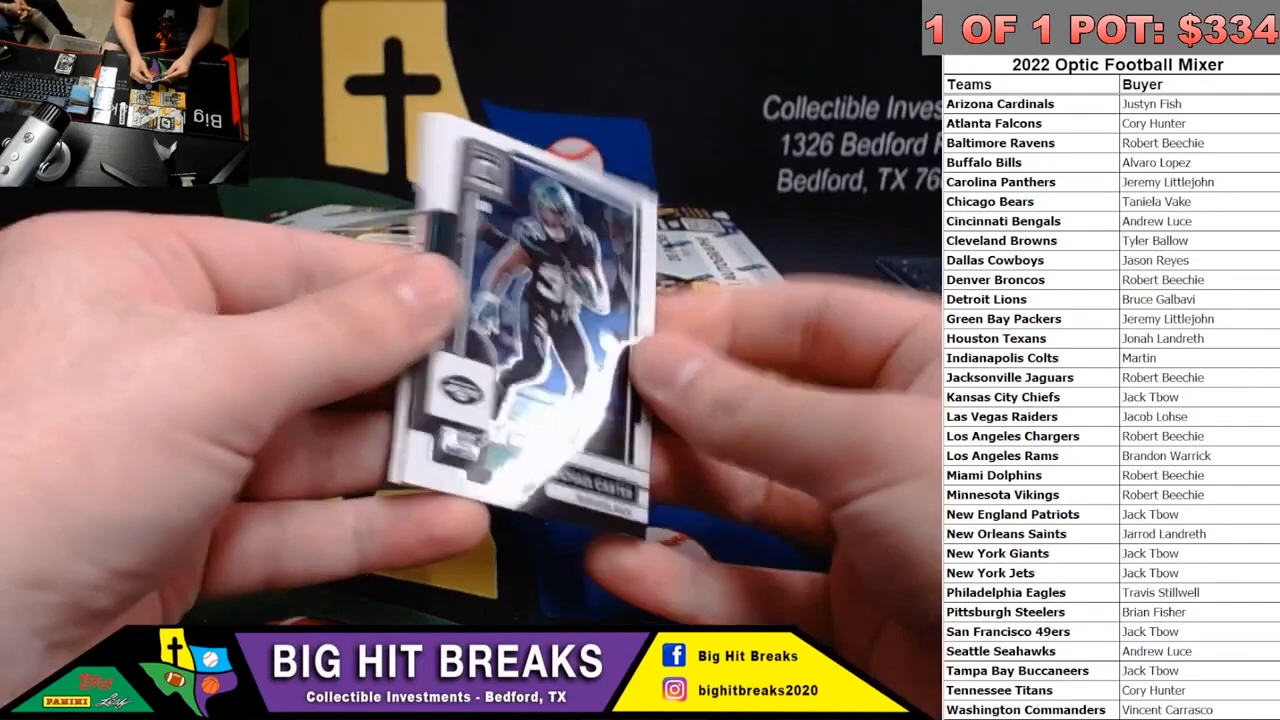 1 OF 1 POT: $334
2022 Optic Football Mixer
Teams Buyer
Arizona Cardinals Justyn Fish
Atlanta Falcons Cory Hunter
Baltimore Ravens Robert Beechie
Buffalo Bills Alvaro Lopez
Carolina Panthers Jeremy Littlejohn
Chicago Bears Taniela Vake
Cincinnati Bengals Andrew Luce
Cleveland Browns Tyler Ballow
Dallas Cowboys Jason Reyes
Denver Broncos Robert Beechie
Detroit Lions Bruce Galbavi
Green Bay Packers Jeremy Littlejohn
Houston Texans Jonah Landreth
Indianapolis Colts Martin
Jacksonville Jaguars Robert Beechie
Kansas City Chiefs Jack Tbow
Las Vegas Raiders Jacob Lohse
Los Angeles Chargers Robert Beechie
Los Angeles Rams Brandon Warrick
Miami Dolphins Robert Beechie
Minnesota Vikings Robert Beechie
New England Patriots Jack Tbow
New Orleans Saints Jarrod Landreth
New York Giants Jack Tbow
New York Jets Jack Tbow
Philadelphia Eagles Travis Stillwell
Pittsburgh Steelers Brian Fisher
San Francisco 49ers Jack Tbow
Seattle Seahawks Andrew Luce
Tampa Bay Buccaneers Jack Tbow
Tennessee Titans Cory Hunter
Washington Commanders Vincent Carrasco
Collectible Inves
1326 Bedford
Bedford, TX 76
Big
CARTER
BIG HIT BREAKS
Collectible Investments - Bedford, TX
Big Hit Breaks
bighitbreaks2020
Topps
PANINI
Leaf